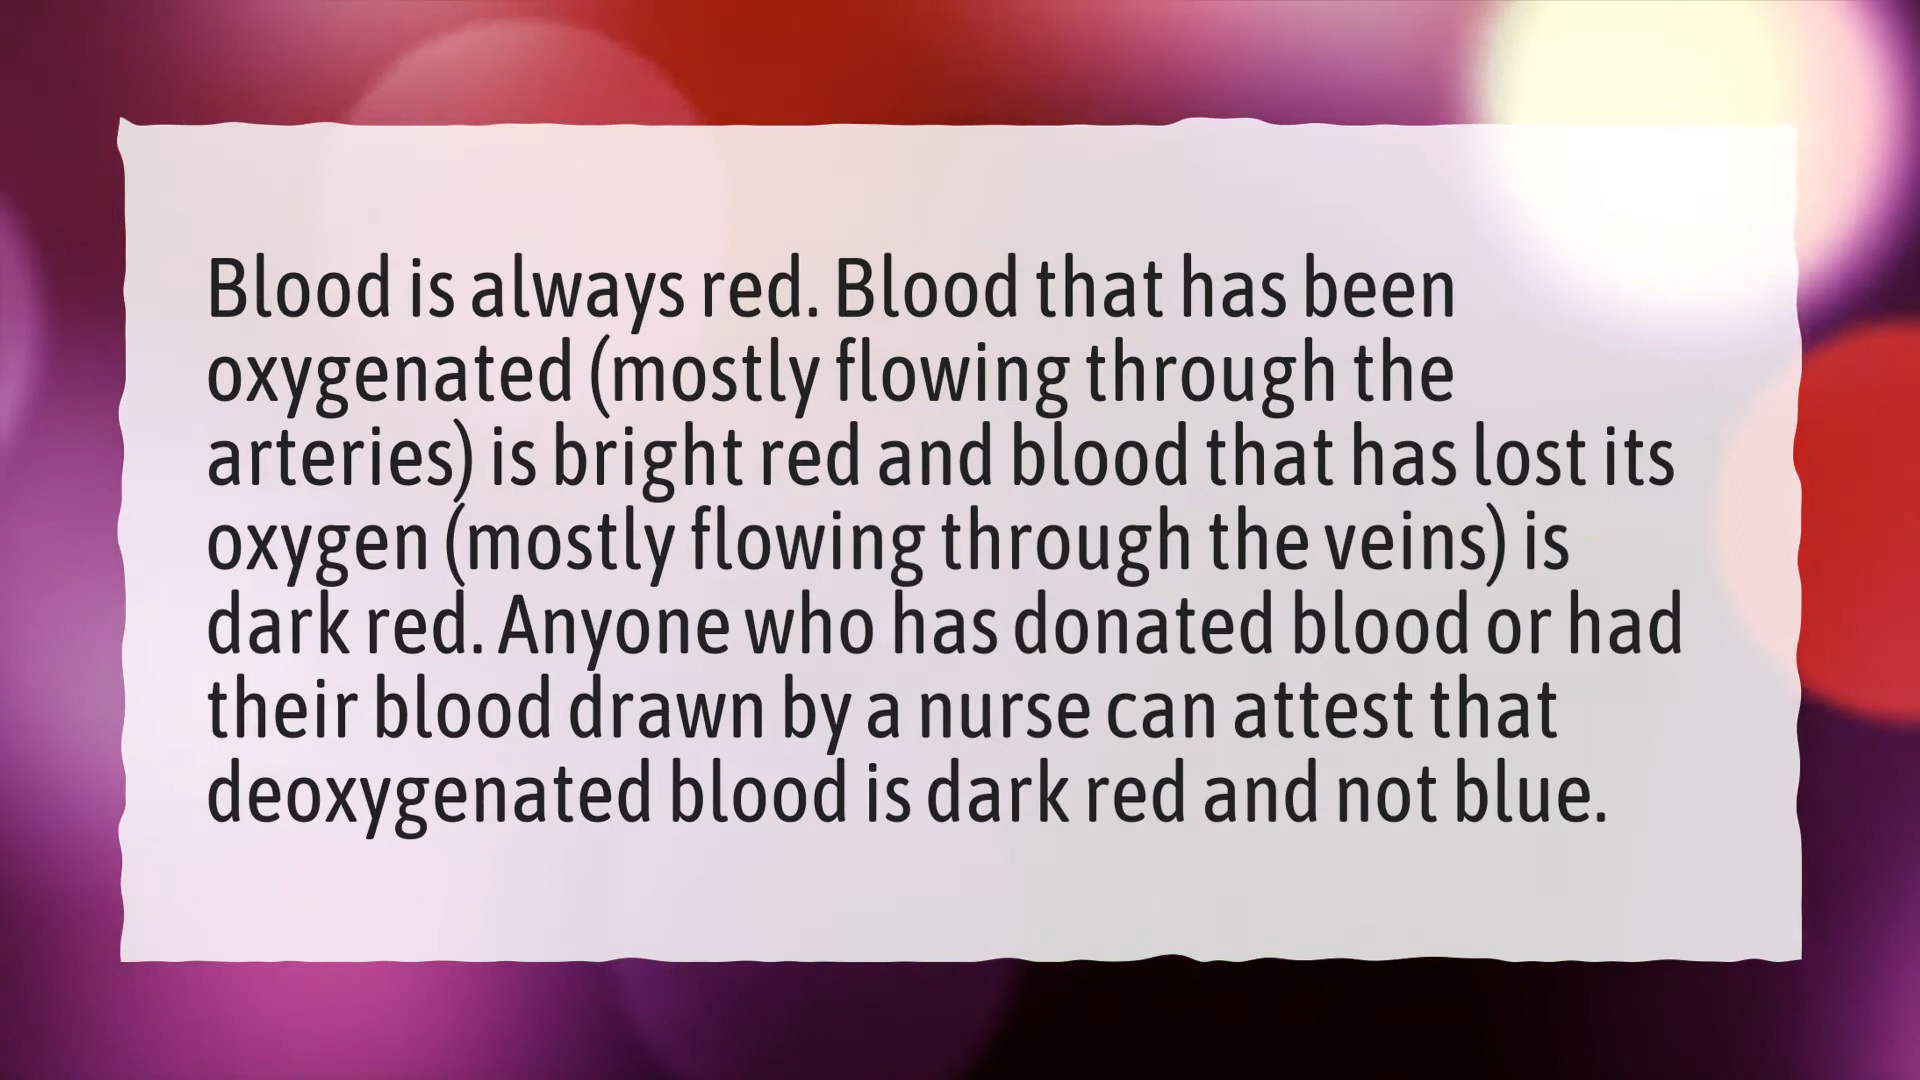 Blood is always red. Blood that has been
oxygenated (mostly flowing through the
arteries) is bright red and blood that has lost its
oxygen (mostly flowing through the veins) is
dark red. Anyone who has donated blood or had
their blood drawn by a nurse can attest that
deoxygenated blood is dark red and not blue.